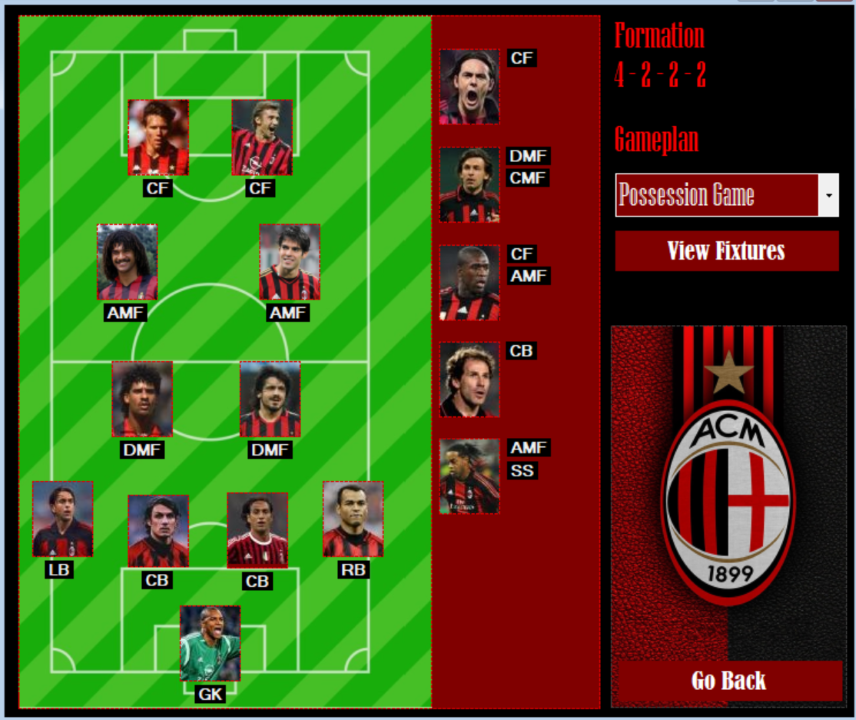 CF
CF
AMF
AMF
DMF
DMF
LB
CB
CB
RB
GK
CF
DMF
CMF
CF
AMF
CB
AMF
SS
Formation
4 - 2 - 2 - 2
Gameplan
Possession Game
View Fixtures
ACM
1899
Go Back